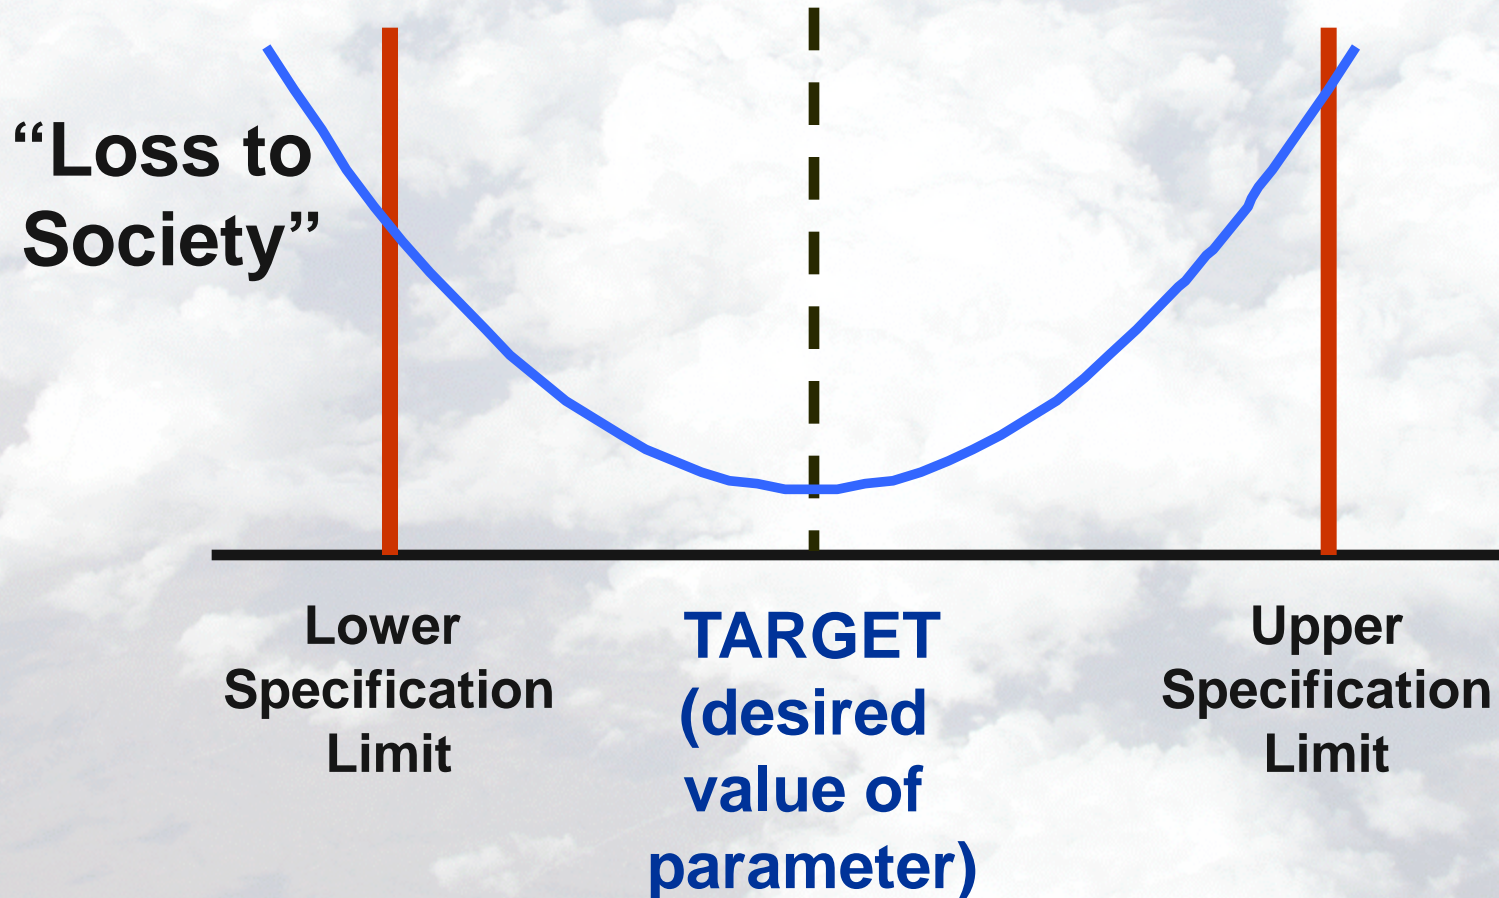 “Loss to
Society”
Lower
Specification
Limit
TARGET
(desired
value of
parameter)
Upper
Specification
Limit